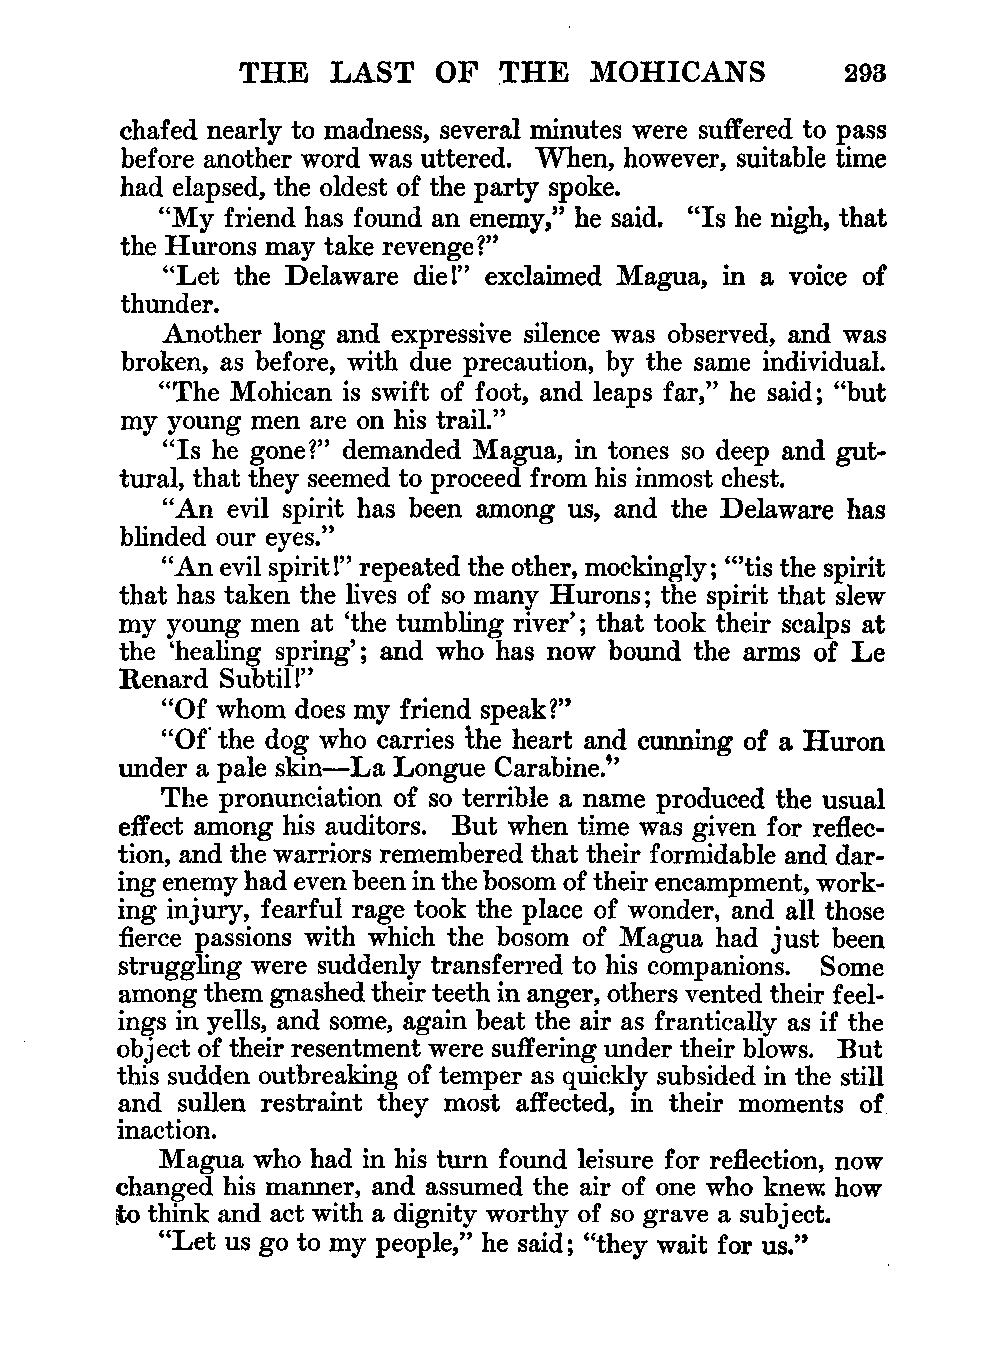 THE LAST OF THE MOHICANS 293
chafed nearly to madness, several minutes were suffered to pass
before another word was uttered. When, however, suitable time
had elapsed, the oldest of the party spoke.
“My friend has found an enemy,” he said. “Is he nigh, that
the Hurons may take revenge?”
“Let the Delaware die!” exclaimed Magua, in a voice of
thunder.
Another long and expressive silence was observed, and was
broken, as before, with due precaution, by the same individual.
“The Mohican is swift of foot, and leaps far,” he said; “but
my young men are on his trail.”
“Is he gone?” demanded Magua, in tones so deep and gut-
tural, that they seemed to proceed from his inmost chest.
“An evil spirit has been among us, and the Delaware has
blinded our eyes.”
“An evil spirit!” repeated the other, mockingly; “’tis the spirit
that has taken the lives of so many Hurons; the spirit that slew
my young men at ‘the tumbling river’; that took their scalps at
the ‘healing spring’; and who has now bound the arms of Le
Renard Subtil!”
“Of whom does my friend speak?”
“Of the dog who carries the heart and cunning of a Huron
under a pale skin—La Longue Carabine.”
The pronunciation of so terrible a name produced the usual
effect among his auditors. But when time was given for reflec-
tion, and the warriors remembered that their formidable and dar-
ing enemy had even been in the bosom of their encampment, work-
ing injury, fearful rage took the place of wonder, and all those
fierce passions with which the bosom of Magua had just been
struggling were suddenly transferred to his companions. Some
among them gnashed their teeth in anger, others vented their feel-
ings in yells, and some, again beat the air as frantically as if the
object of their resentment were suffering under their blows. But
this sudden outbreaking of temper as quickly subsided in the still
and sullen restraint they most affected, in their moments of
inaction.
Magua who had in his turn found leisure for reflection, now
changed his manner, and assumed the air of one who knew how
to think and act with a dignity worthy of so grave a subject.
“Let us go to my people,” he said; “they wait for us.”